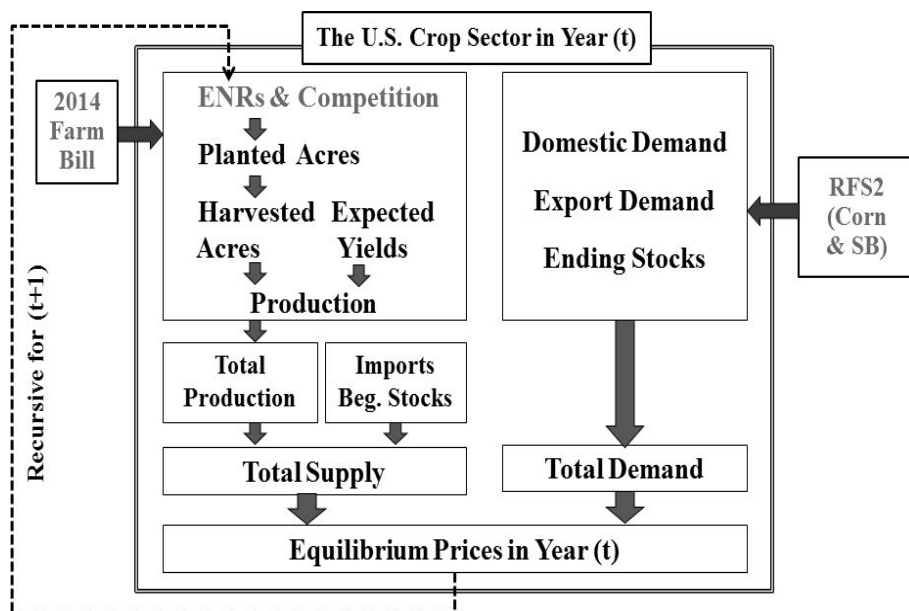 The U.S. Crop Sector in Year (t)
2014
Farm
Bill
ENRs & Competition
Planted Acres
Harvested
Acres
Expected
Yields
Production
Domestic Demand
Export Demand
Ending Stocks
RFS2
(Corn
& SB)
Total
Production
Imports
Beg. Stocks
Total Supply
Total Demand
Equilibrium Prices in Year (t)
Recursive for (t+1)